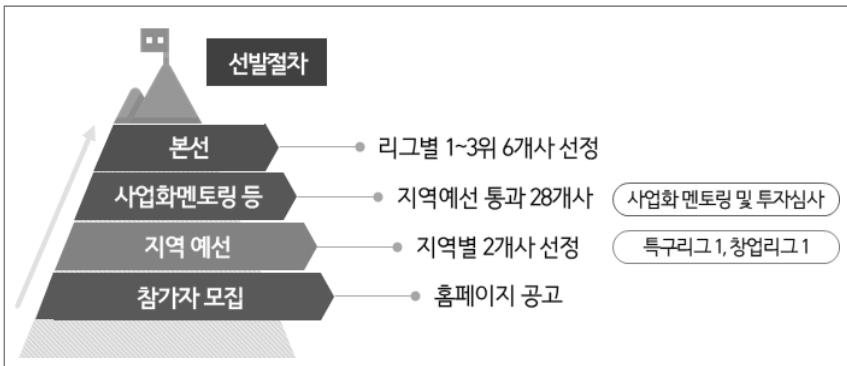 선발절차
본선
리그별 1~3위 6개사 선정
사업화멘토링 등
지역예선 통과 28개사
사업화 멘토링 및 투자심사
지역 예선
지역별 2개사 선정
특구리그 1, 창업리그 1
참가자 모집
홈페이지 공고